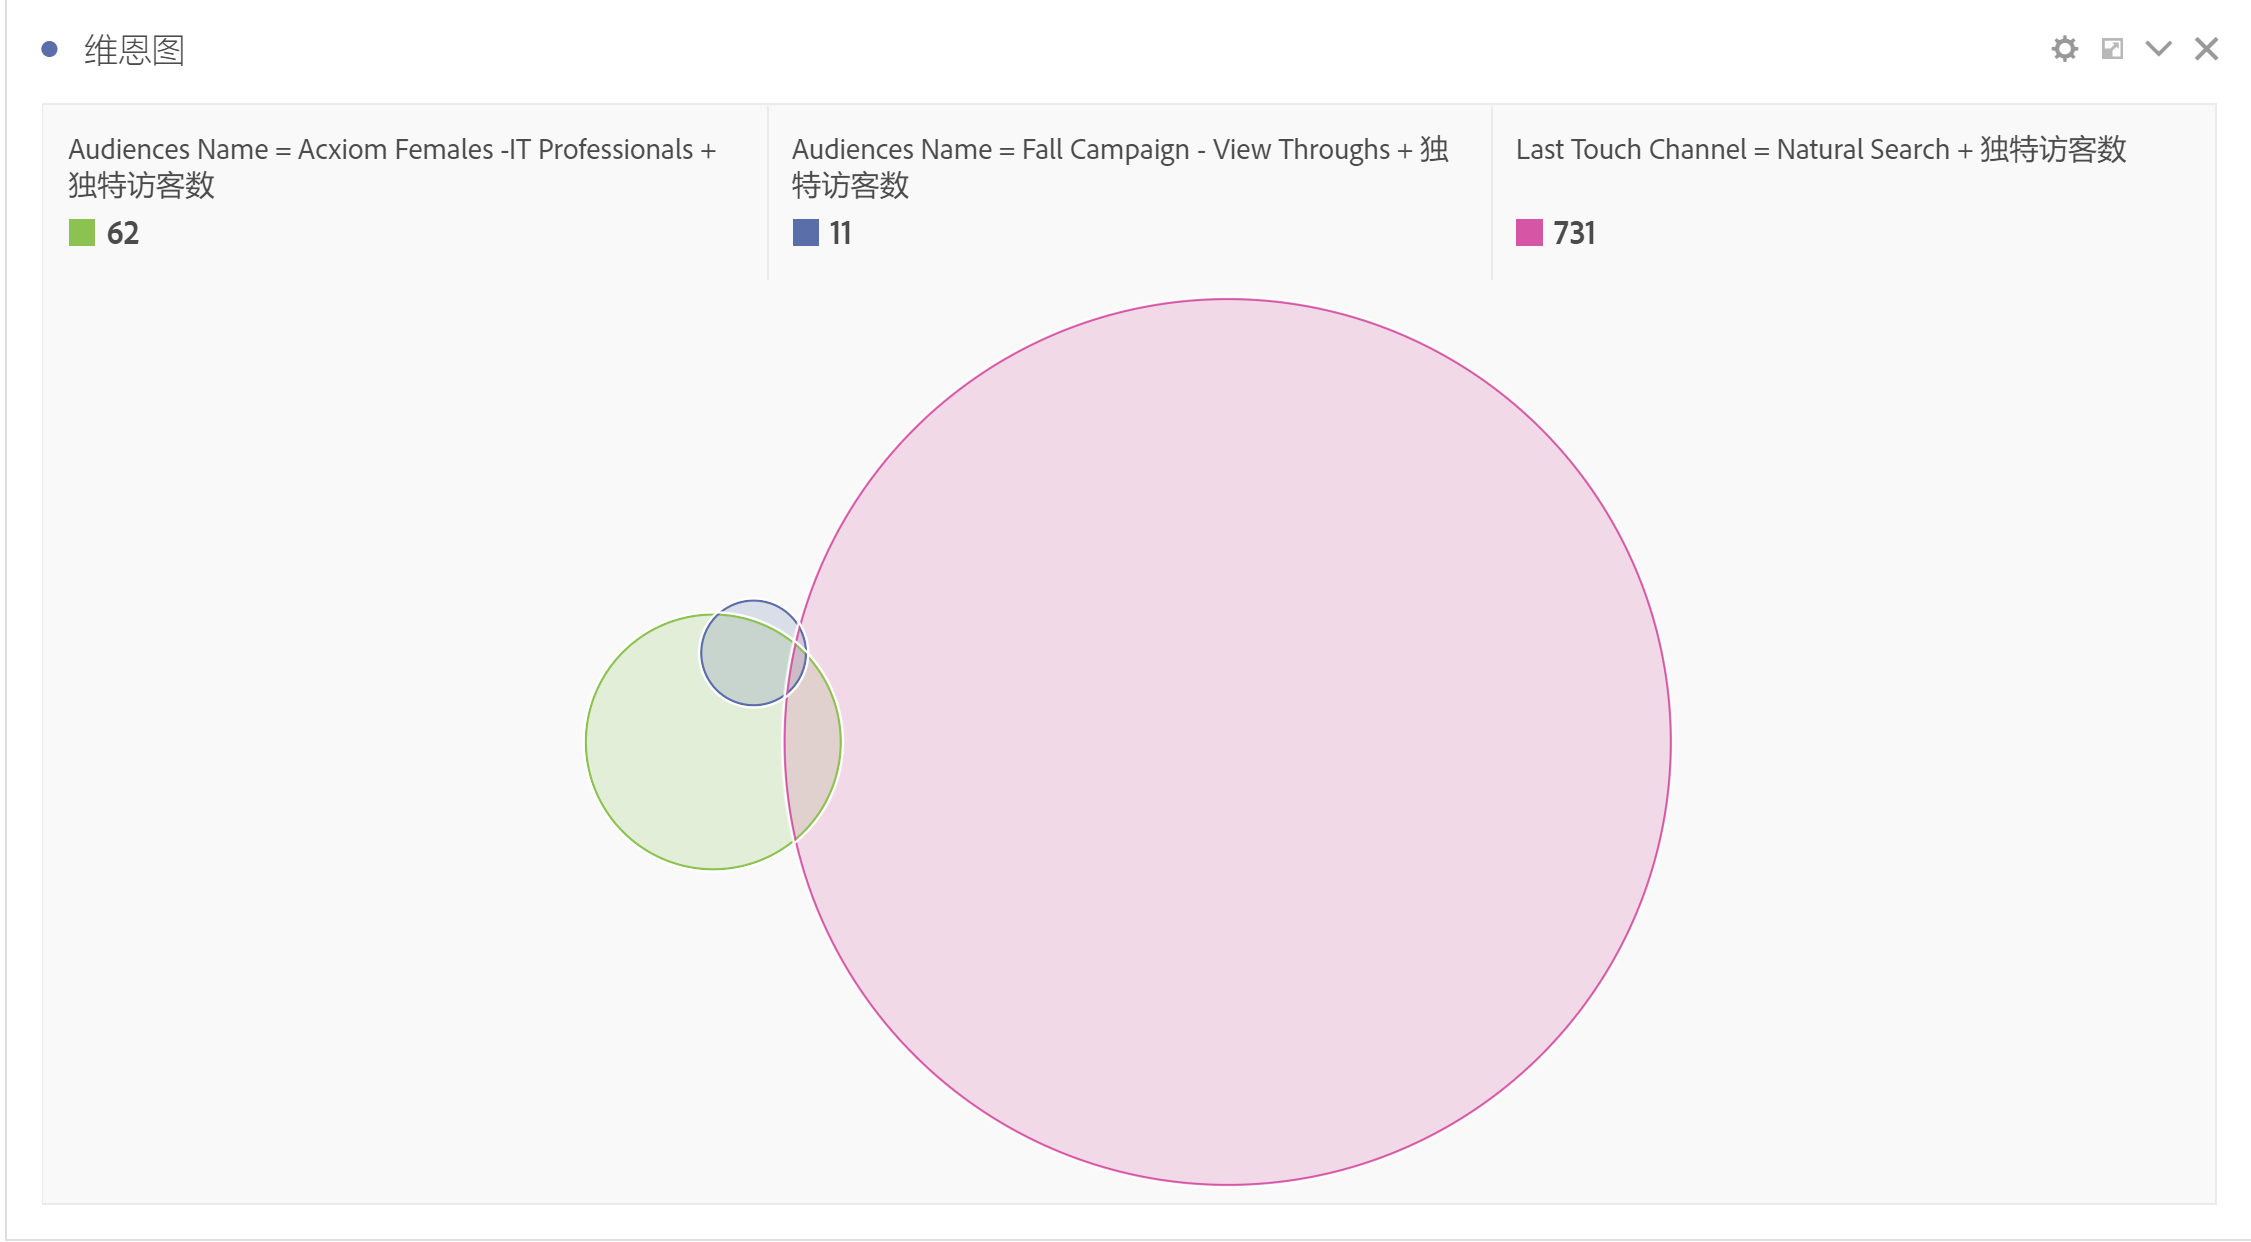 维恩图
Audiences Name = Acxiom Females -IT Professionals +
独特访客数
62
Audiences Name = Fall Campaign - View Throughs + 独
特访客数
11
Last Touch Channel = Natural Search + 独特访客数
731